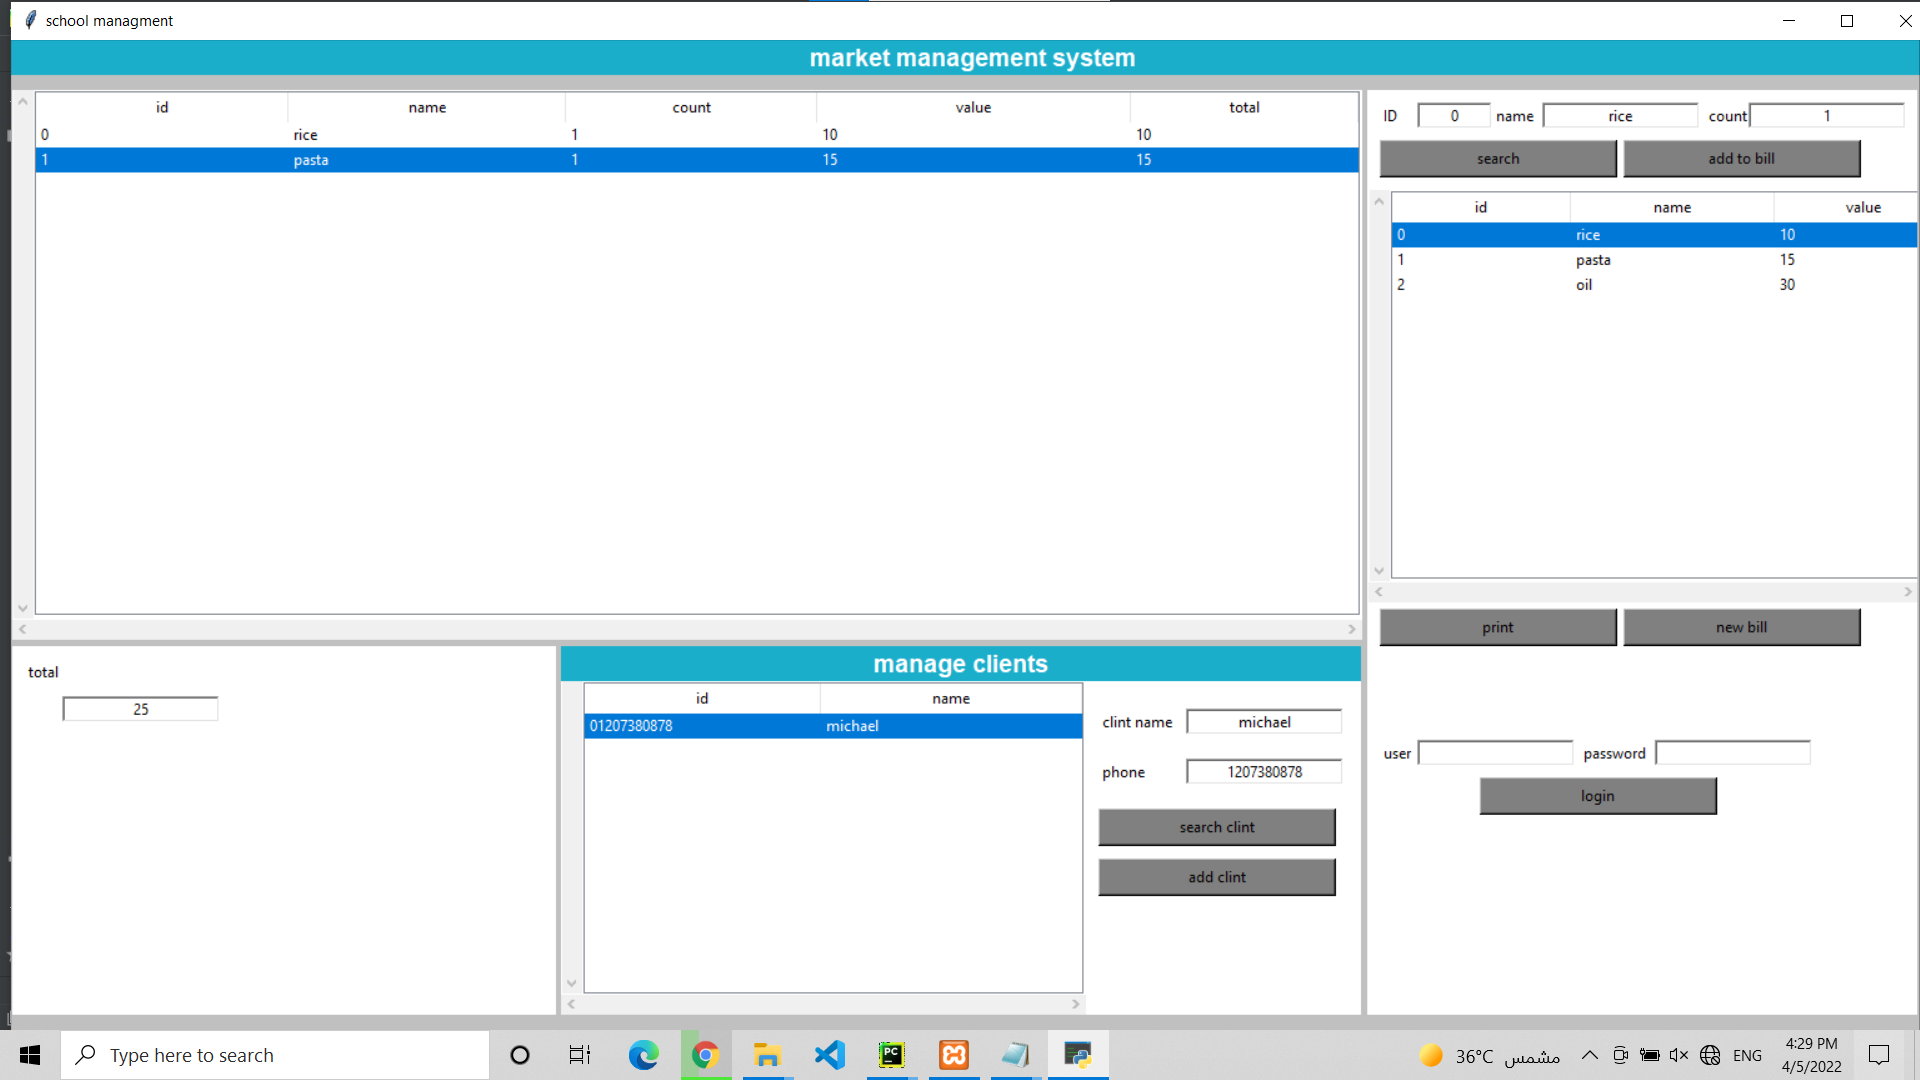 school managment
market management system
id name count value total
0 rice 1 10 10
1 pasta 1 15 15
ID 0 name rice count 1
search add to bill
id name value
0 rice 10
1 pasta 15
2 oil 30
print new bill
total
25
manage clients
id name
01207380878 michael
clint name michael
phone 1207380878
search clint
add clint
user password
login
Type here to search
PC
36°C مشمس
ENG
4:29 PM
4/5/2022